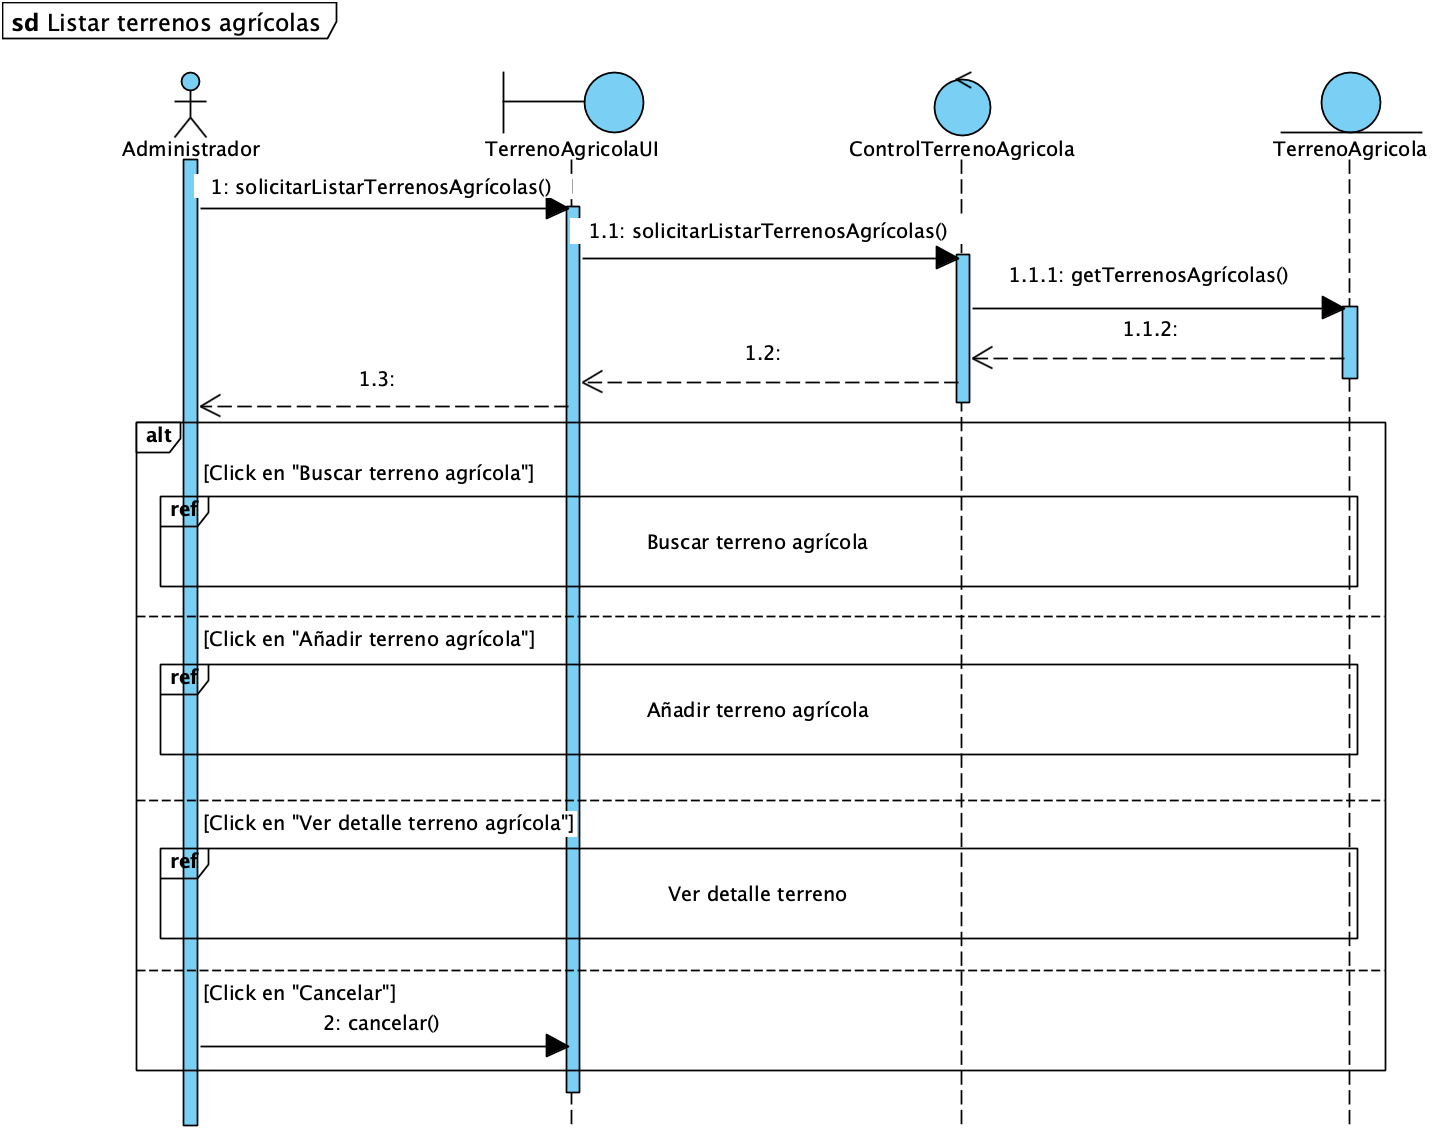 sd Listar terrenos agrícolas
Administrador
TerrenoAgricolaUI
ControlTerrenoAgricola
TerrenoAgricola
1: solicitarListarTerrenosAgrícolas()
1.1: solicitarListarTerrenosAgrícolas()
1.1.1: getTerrenosAgrícolas()
1.1.2:
1.2:
1.3:
alt
[Click en "Buscar terreno agrícola"]
ref
Buscar terreno agrícola
[Click en "Añadir terreno agrícola"]
ref
Añadir terreno agrícola
[Click en "Ver detalle terreno agrícola"]
ref
Ver detalle terreno
[Click en "Cancelar"]
2: cancelar()